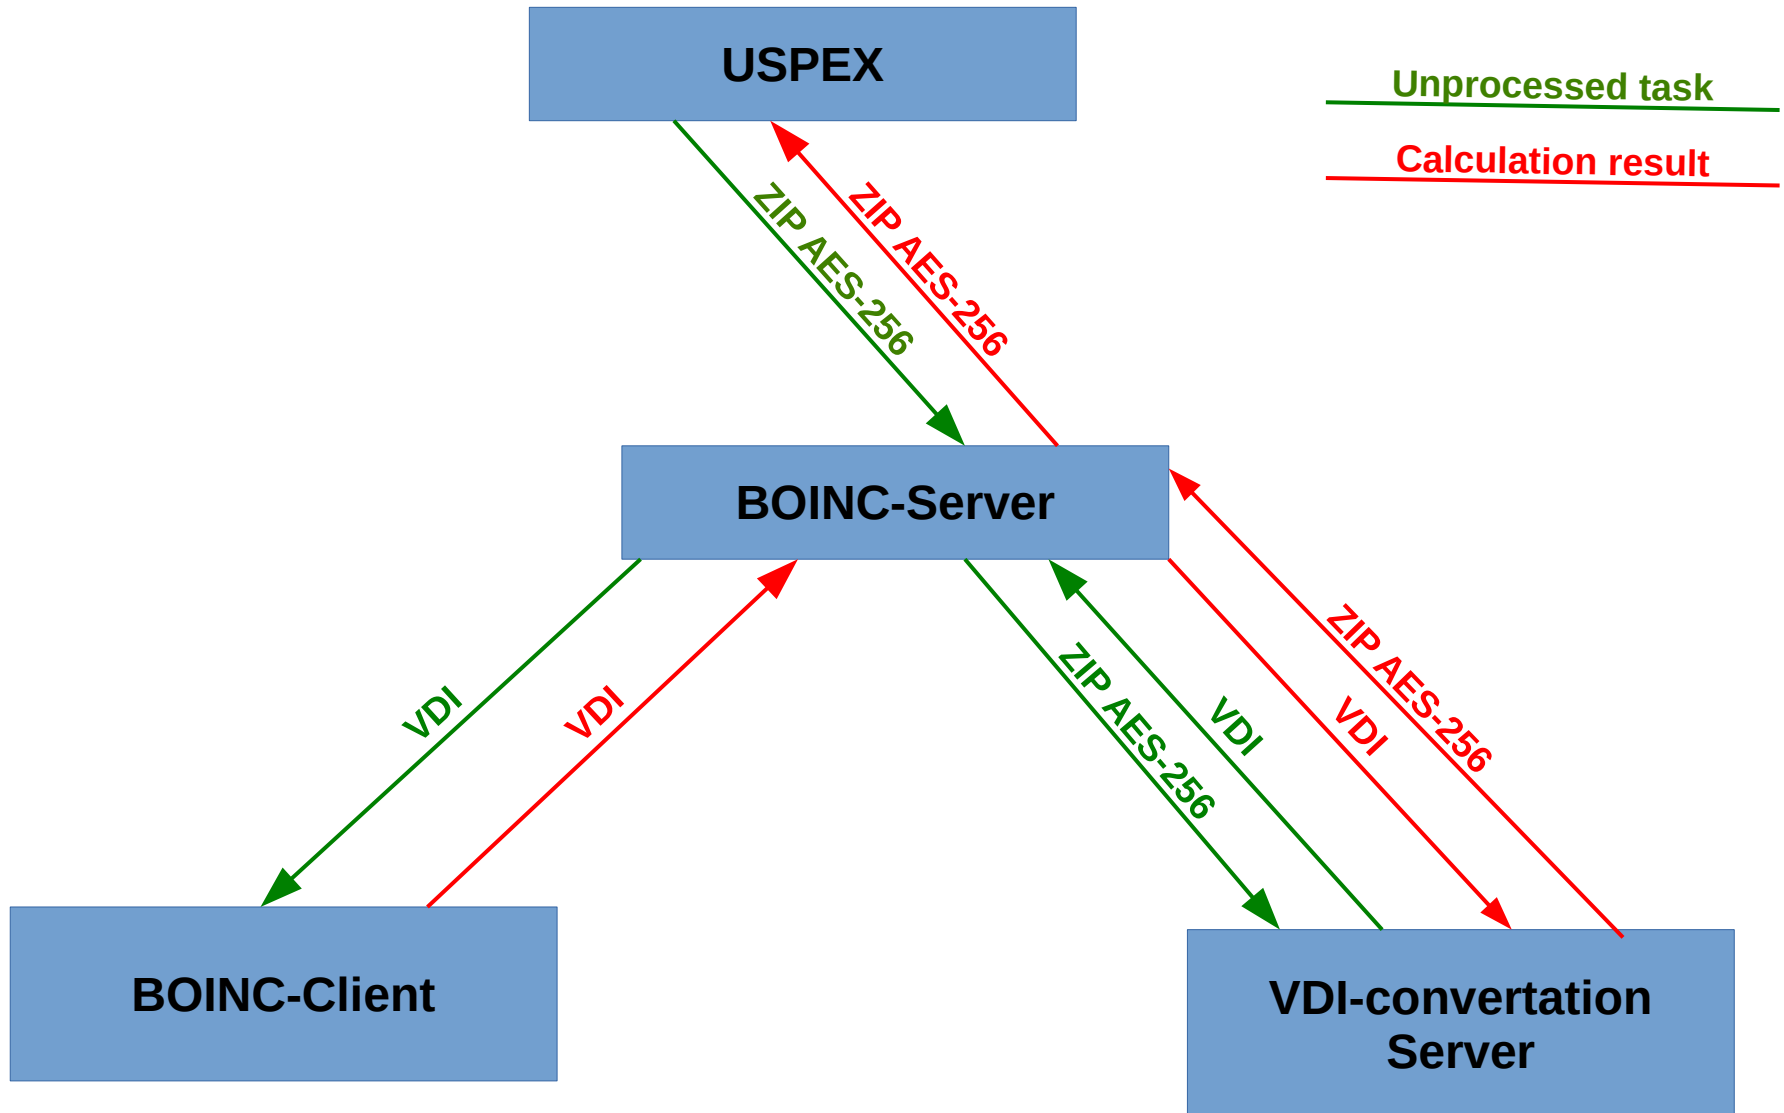 USPEX
Unprocessed task
Calculation result
ZIP AES-256
ZIP AES-256
BOINC-Server
VDI
VDI
ZIP AES-256
VDI
VDI
ZIP AES-256
BOINC-Client
VDI-convertation
Server